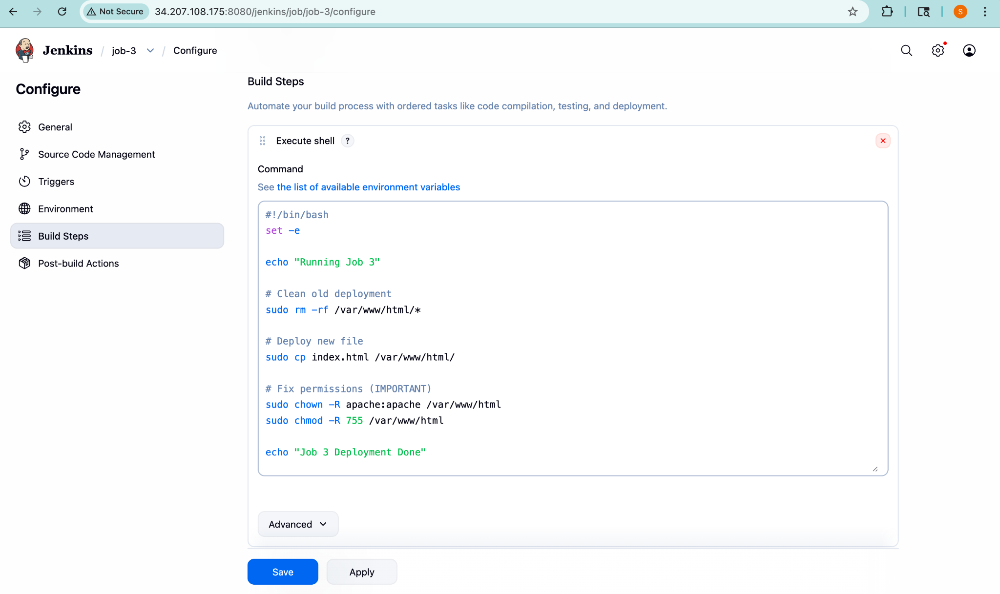 Not Secure 34.207.108.175:8080/jenkins/job/job-3/configure S
Jenkins / job-3 / Configure
Configure
General
Source Code Management
Triggers
Environment
Build Steps
Post-build Actions
Build Steps
Automate your build process with ordered tasks like code compilation, testing, and deployment.
Execute shell ?
Command
See the list of available environment variables
#!/bin/bash
set -e
echo "Running Job 3"
# Clean old deployment
sudo rm -rf /var/www/html/*
# Deploy new file
sudo cp index.html /var/www/html/
# Fix permissions (IMPORTANT)
sudo chown -R apache:apache /var/www/html
sudo chmod -R 755 /var/www/html
echo "Job 3 Deployment Done"
Advanced
Save Apply